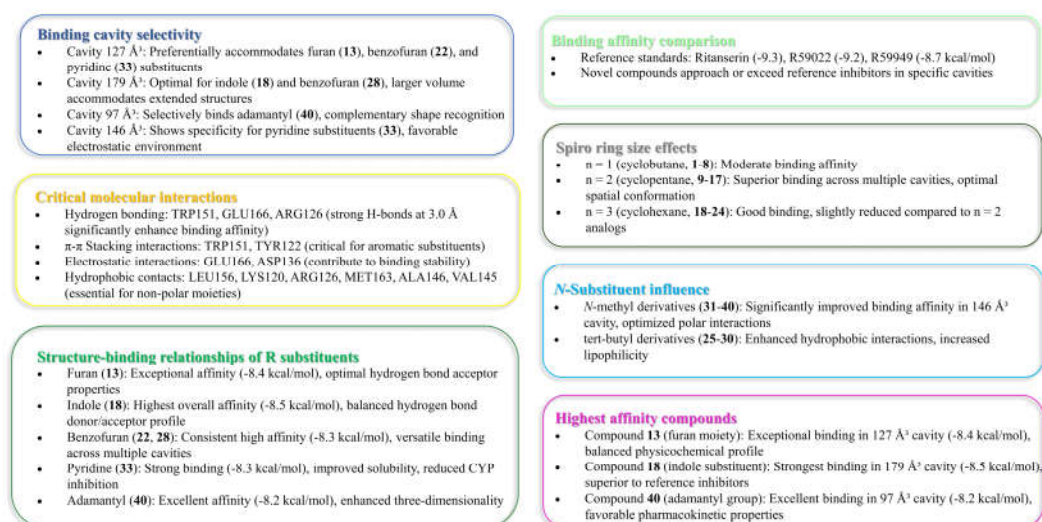 Binding cavity selectivity
• Cavity 127 Å³: Preferentially accommodates furan (13), benzofuran (22), and
pyridine (33) substituents
• Cavity 179 Å³: Optimal for indole (18) and benzofuran (28), larger volume
accommodates extended structures
• Cavity 97 Å³: Selectively binds adamantyl (40), complementary shape recognition
• Cavity 146 Å³: Shows specificity for pyridine substituents (33), favorable
electrostatic environment
Critical molecular interactions
• Hydrogen bonding: TRP151, GLU166, ARG126 (strong H-bonds at 3.0 Å
significantly enhance binding affinity)
• π-π Stacking interactions: TRP151, TYR122 (critical for aromatic substituents)
• Electrostatic interactions: GLU166, ASP136 (contribute to binding stability)
• Hydrophobic contacts: LEU156, LYS120, ARG126, MET163, ALA146, VAL145
(essential for non-polar moieties)
Structure-binding relationships of R substituents
• Furan (13): Exceptional affinity (-8.4 kcal/mol), optimal hydrogen bond acceptor
properties
• Indole (18): Highest overall affinity (-8.5 kcal/mol), balanced hydrogen bond
donor/acceptor profile
• Benzofuran (22, 28): Consistent high affinity (-8.3 kcal/mol), versatile binding
across multiple cavities
• Pyridine (33): Strong binding (-8.3 kcal/mol), improved solubility, reduced CYP
inhibition
• Adamantyl (40): Excellent affinity (-8.2 kcal/mol), enhanced three-dimensionality
Binding affinity comparison
• Reference standards: Ritanserin (-9.3), R59022 (-9.2), R59949 (-8.7 kcal/mol)
• Novel compounds approach or exceed reference inhibitors in specific cavities
Spiro ring size effects
• n = 1 (cyclobutane, 1-8): Moderate binding affinity
• n = 2 (cyclopentane, 9-17): Superior binding across multiple cavities, optimal
spatial conformation
• n = 3 (cyclohexane, 18-24): Good binding, slightly reduced compared to n = 2
analogs
N-Substituent influence
• N-methyl derivatives (31-40): Significantly improved binding affinity in 146 Å³
cavity, optimized polar interactions
• tert-butyl derivatives (25-30): Enhanced hydrophobic interactions, increased
lipophilicity
Highest affinity compounds
• Compound 13 (furan moiety): Exceptional binding in 127 Å³ cavity (-8.4 kcal/mol),
balanced physicochemical profile
• Compound 18 (indole substituent): Strongest binding in 179 Å³ cavity (-8.5 kcal/mol),
superior to reference inhibitors
• Compound 40 (adamantyl group): Excellent binding in 97 Å³ cavity (-8.2 kcal/mol),
favorable pharmacokinetic properties